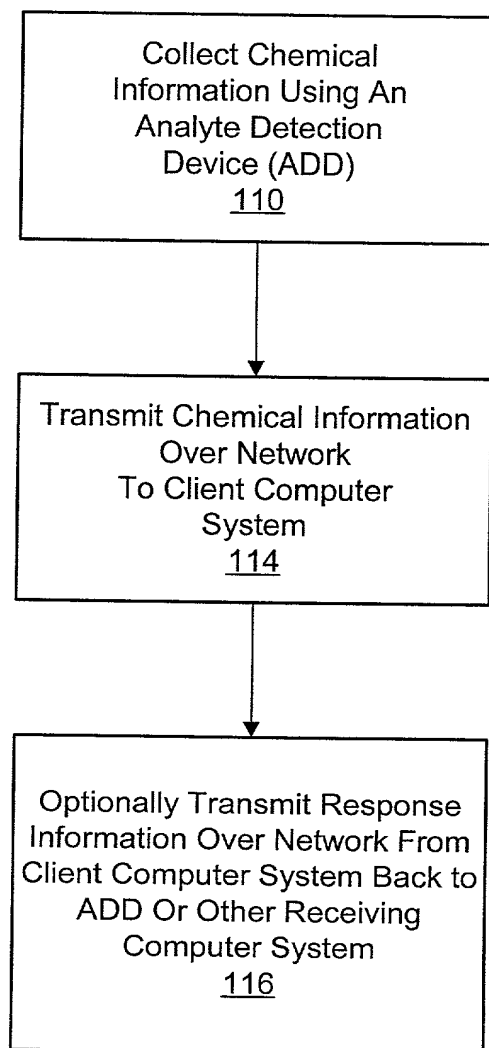 Collect Chemical
Information Using An
Analyte Detection
Device (ADD)
110
Transmit Chemical Information
Over Network
To Client Computer
System
114
Optionally Transmit Response
Information Over Network From
Client Computer System Back to
ADD Or Other Receiving
Computer System
116